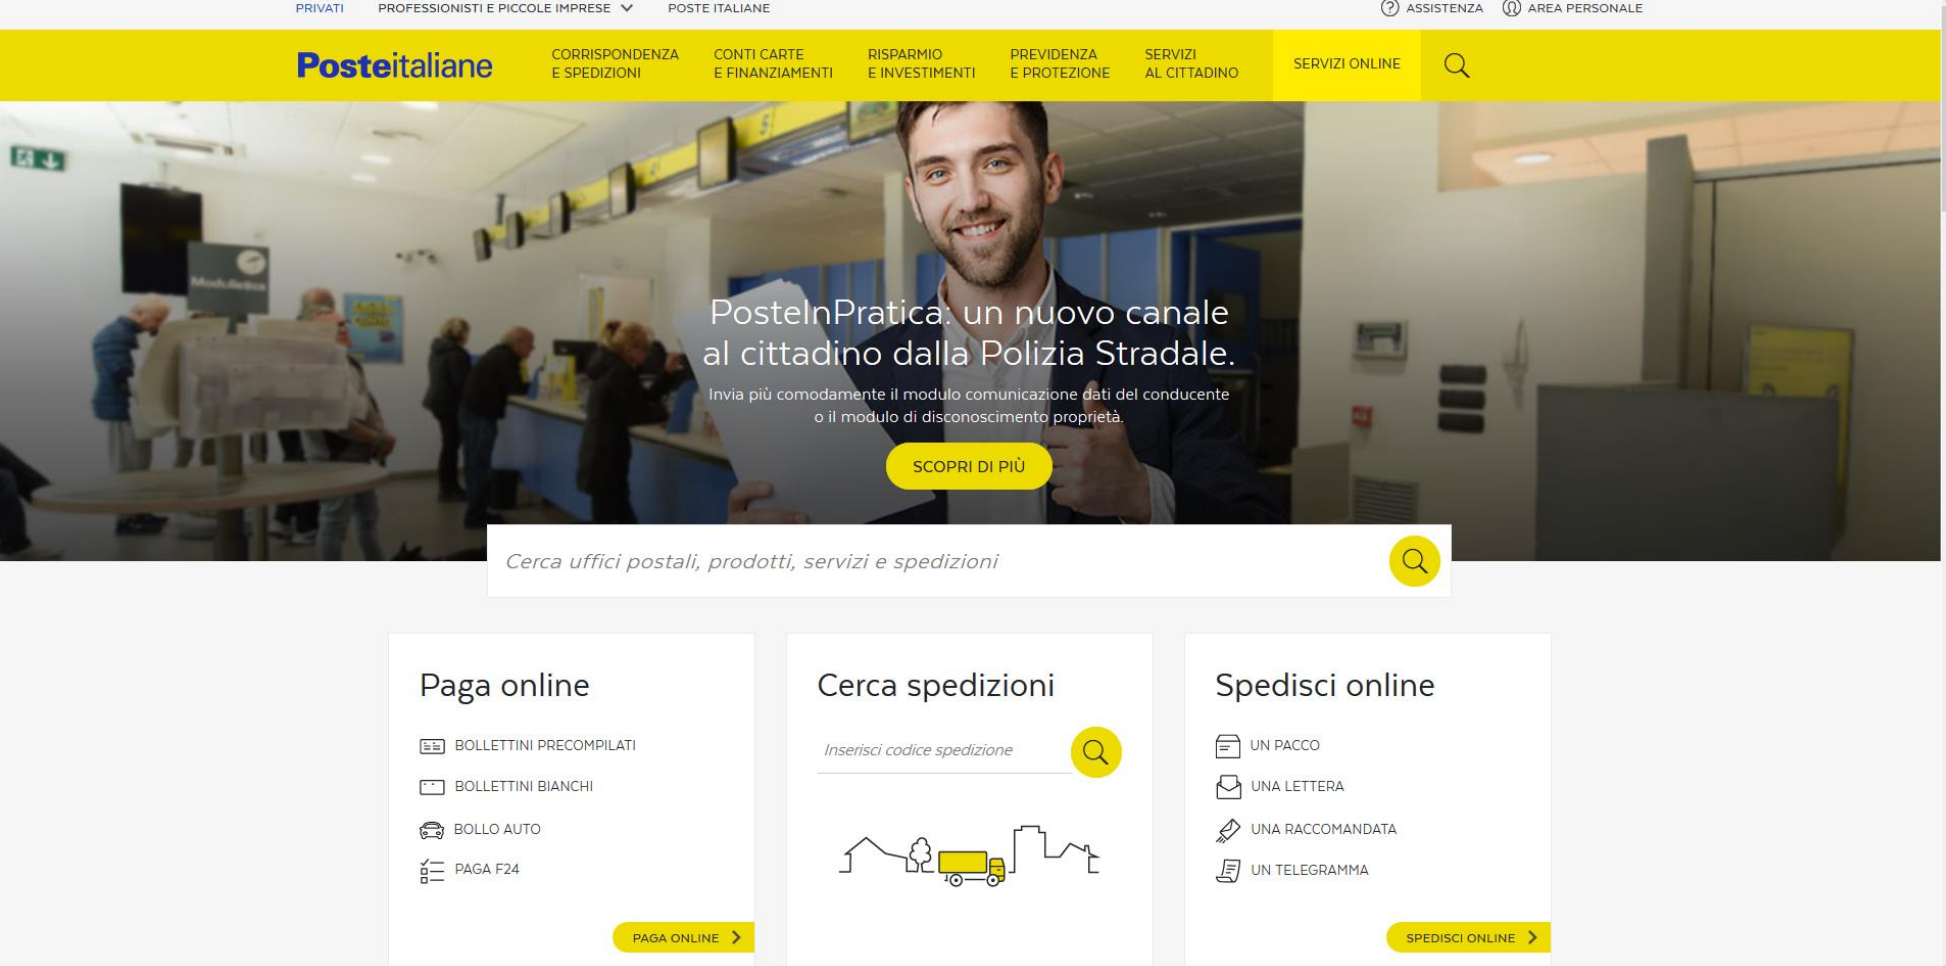 PRIVATI
PROFESSIONISTI E PICCOLE IMPRESE
POSTE ITALIANE
ASSISTENZA
AREA PERSONALE
Posteitaliane
CORRISPONDENZA
E SPEDIZIONI
CONTI CARTE
E FINANZIAMENTI
RISPARMIO
E INVESTIMENTI
PREVIDENZA
E PROTEZIONE
SERVIZI
AL CITTADINO
SERVIZI ONLINE
5
Modulistica
PosteInPratica: un nuovo canale
al cittadino dalla Polizia Stradale.
Invia più comodamente il modulo comunicazione dati del conducente
o il modulo di disconoscimento proprietà.
SCOPRI DI PIÙ
Cerca uffici postali, prodotti, servizi e spedizioni
Paga online
BOLLETTINI PRECOMPILATI
BOLLETTINI BIANCHI
BOLLO AUTO
PAGA F24
PAGA ONLINE
Cerca spedizioni
Inserisci codice spedizione
Spedisci online
UN PACCO
UNA LETTERA
UNA RACCOMANDATA
UN TELEGRAMMA
SPEDISCI ONLINE